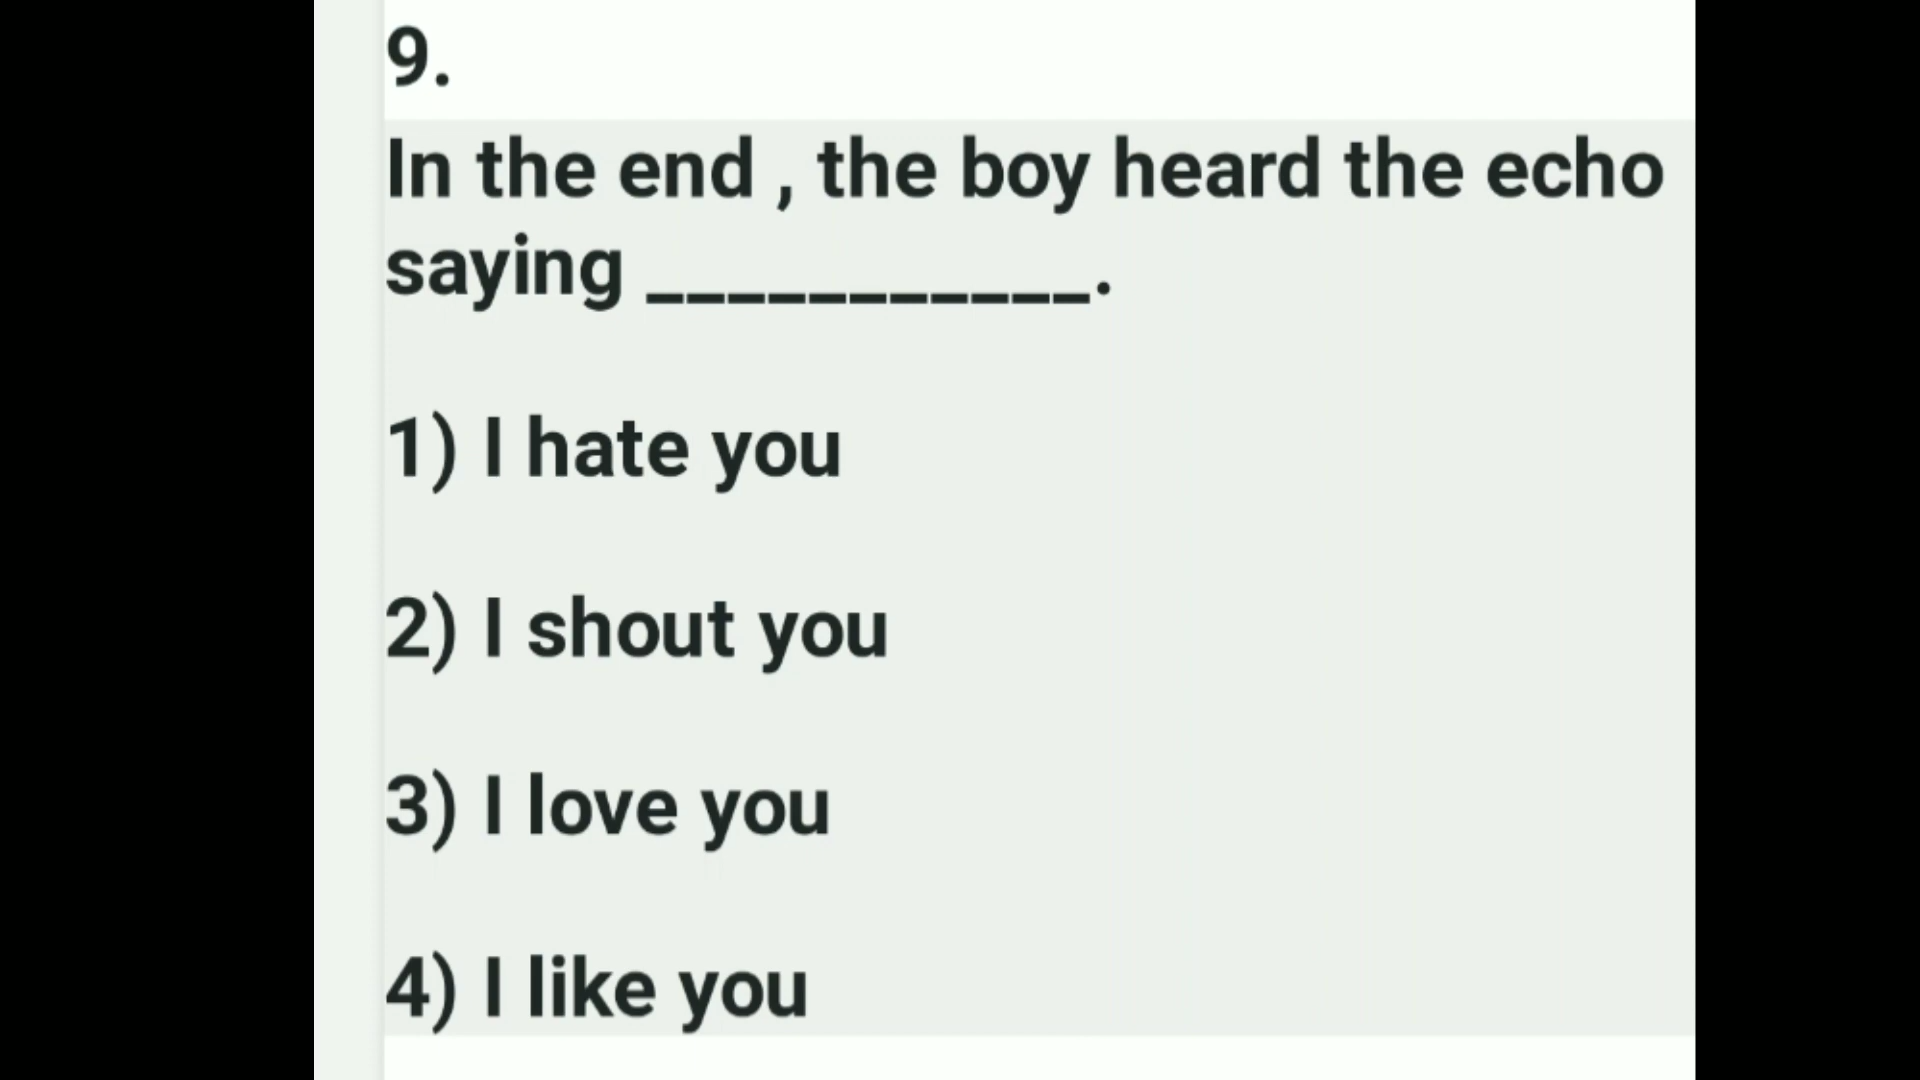 9.
In the end , the boy heard the echo
saying ___________.
1) I hate you
2) I shout you
3) I love you
4) I like you